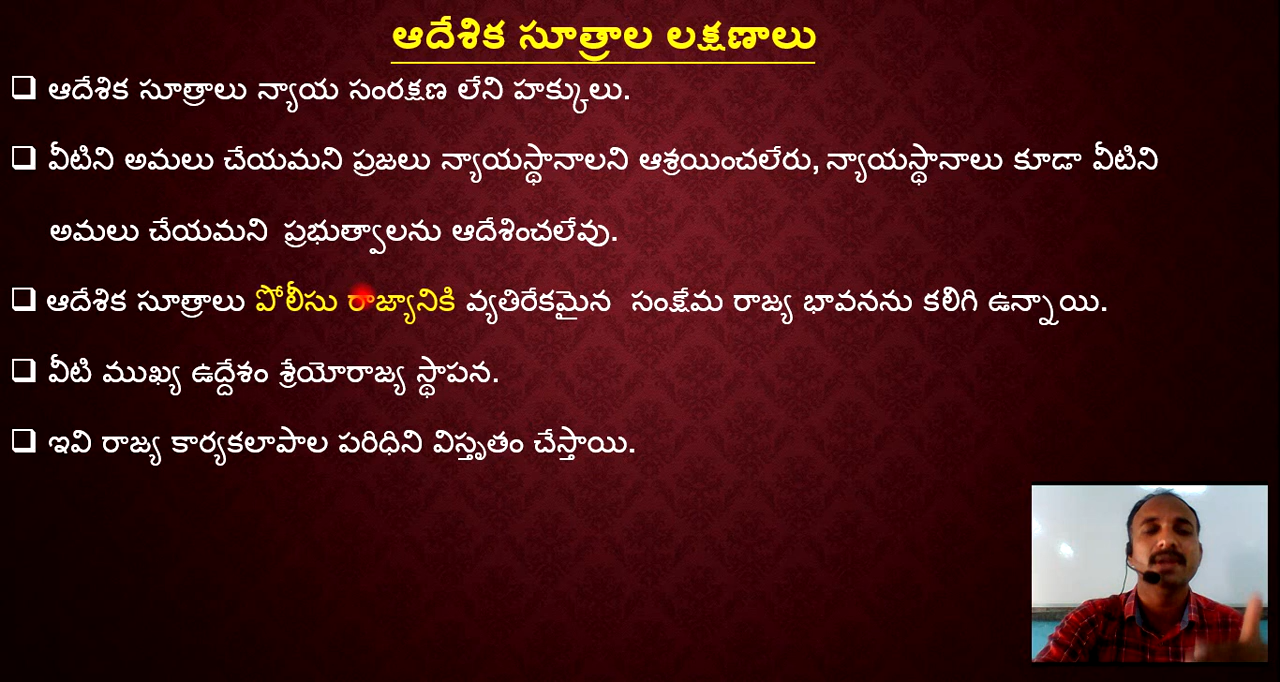 ఆదేశిక సూత్రాల లక్షణాలు
ఆదేశిక సూత్రాలు న్యాయ సంరక్షణ లేని హక్కులు.
వీటిని అమలు చేయమని ప్రజలు న్యాయస్థానాలని ఆశ్రయించలేరు, న్యాయస్థానాలు కూడా వీటిని
అమలు చేయమని ప్రభుత్వాలను ఆదేశించలేవు.
ఆదేశిక సూత్రాలు పోలీసు రాజ్యానికి వ్యతిరేకమైన సంక్షేమ రాజ్య భావనను కలిగి ఉన్నాయి.
వీటి ముఖ్య ఉద్దేశం శ్రేయోరాజ్య స్థాపన.
ఇవి రాజ్య కార్యకలాపాల పరిధిని విస్తృతం చేస్తాయి.